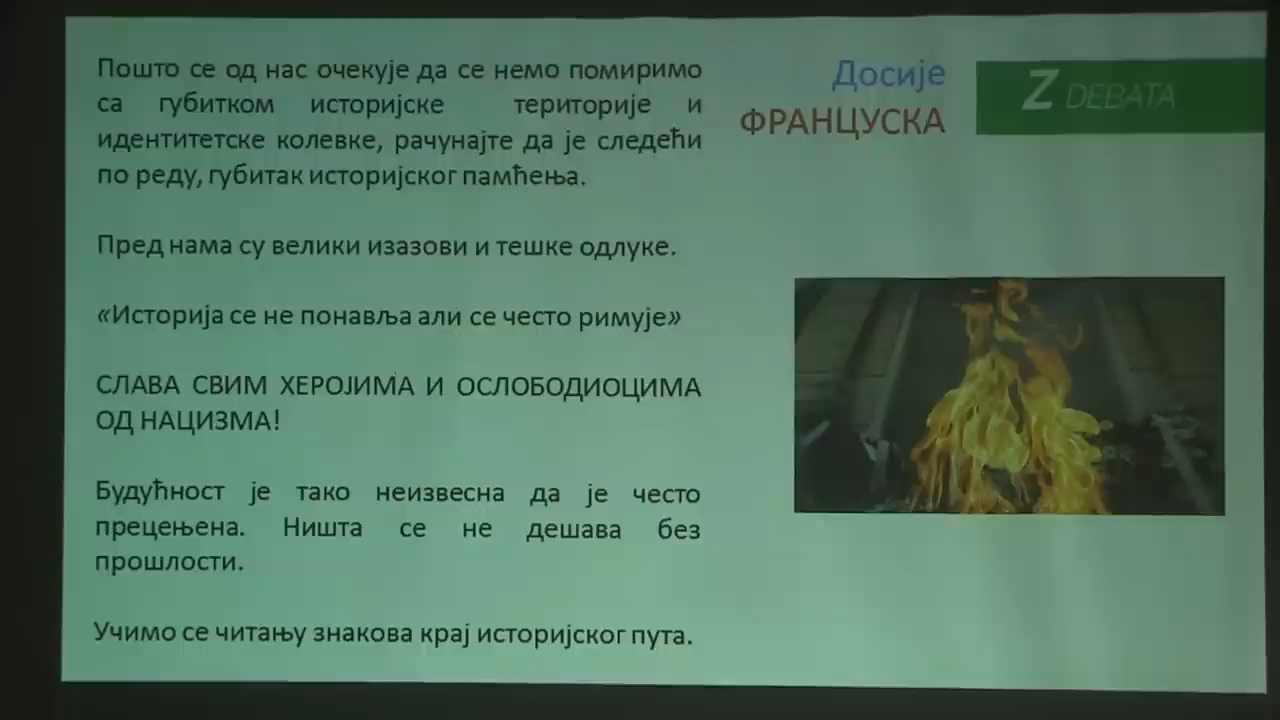 Пошто се од нас очекује да се немо помиримо
са губитком историјске територије и
идентитетске колевке, рачунајте да је следећи
по реду, губитак историјског памћења.
Пред нама су велики изазови и тешке одлуке.
«Историја се не понавља али се често римује»
СЛАВА СВИМ ХЕРОЈИМА И ОСЛОБОДИОЦИМА
ОД НАЦИЗМА!
Будућност је тако неизвесна да је често
прецењена. Ништа се не дешава без
прошлости.
Учимо се читању знакова крај историјског пута.
Досије
ФРАНЦУСКА
Z DEBATA